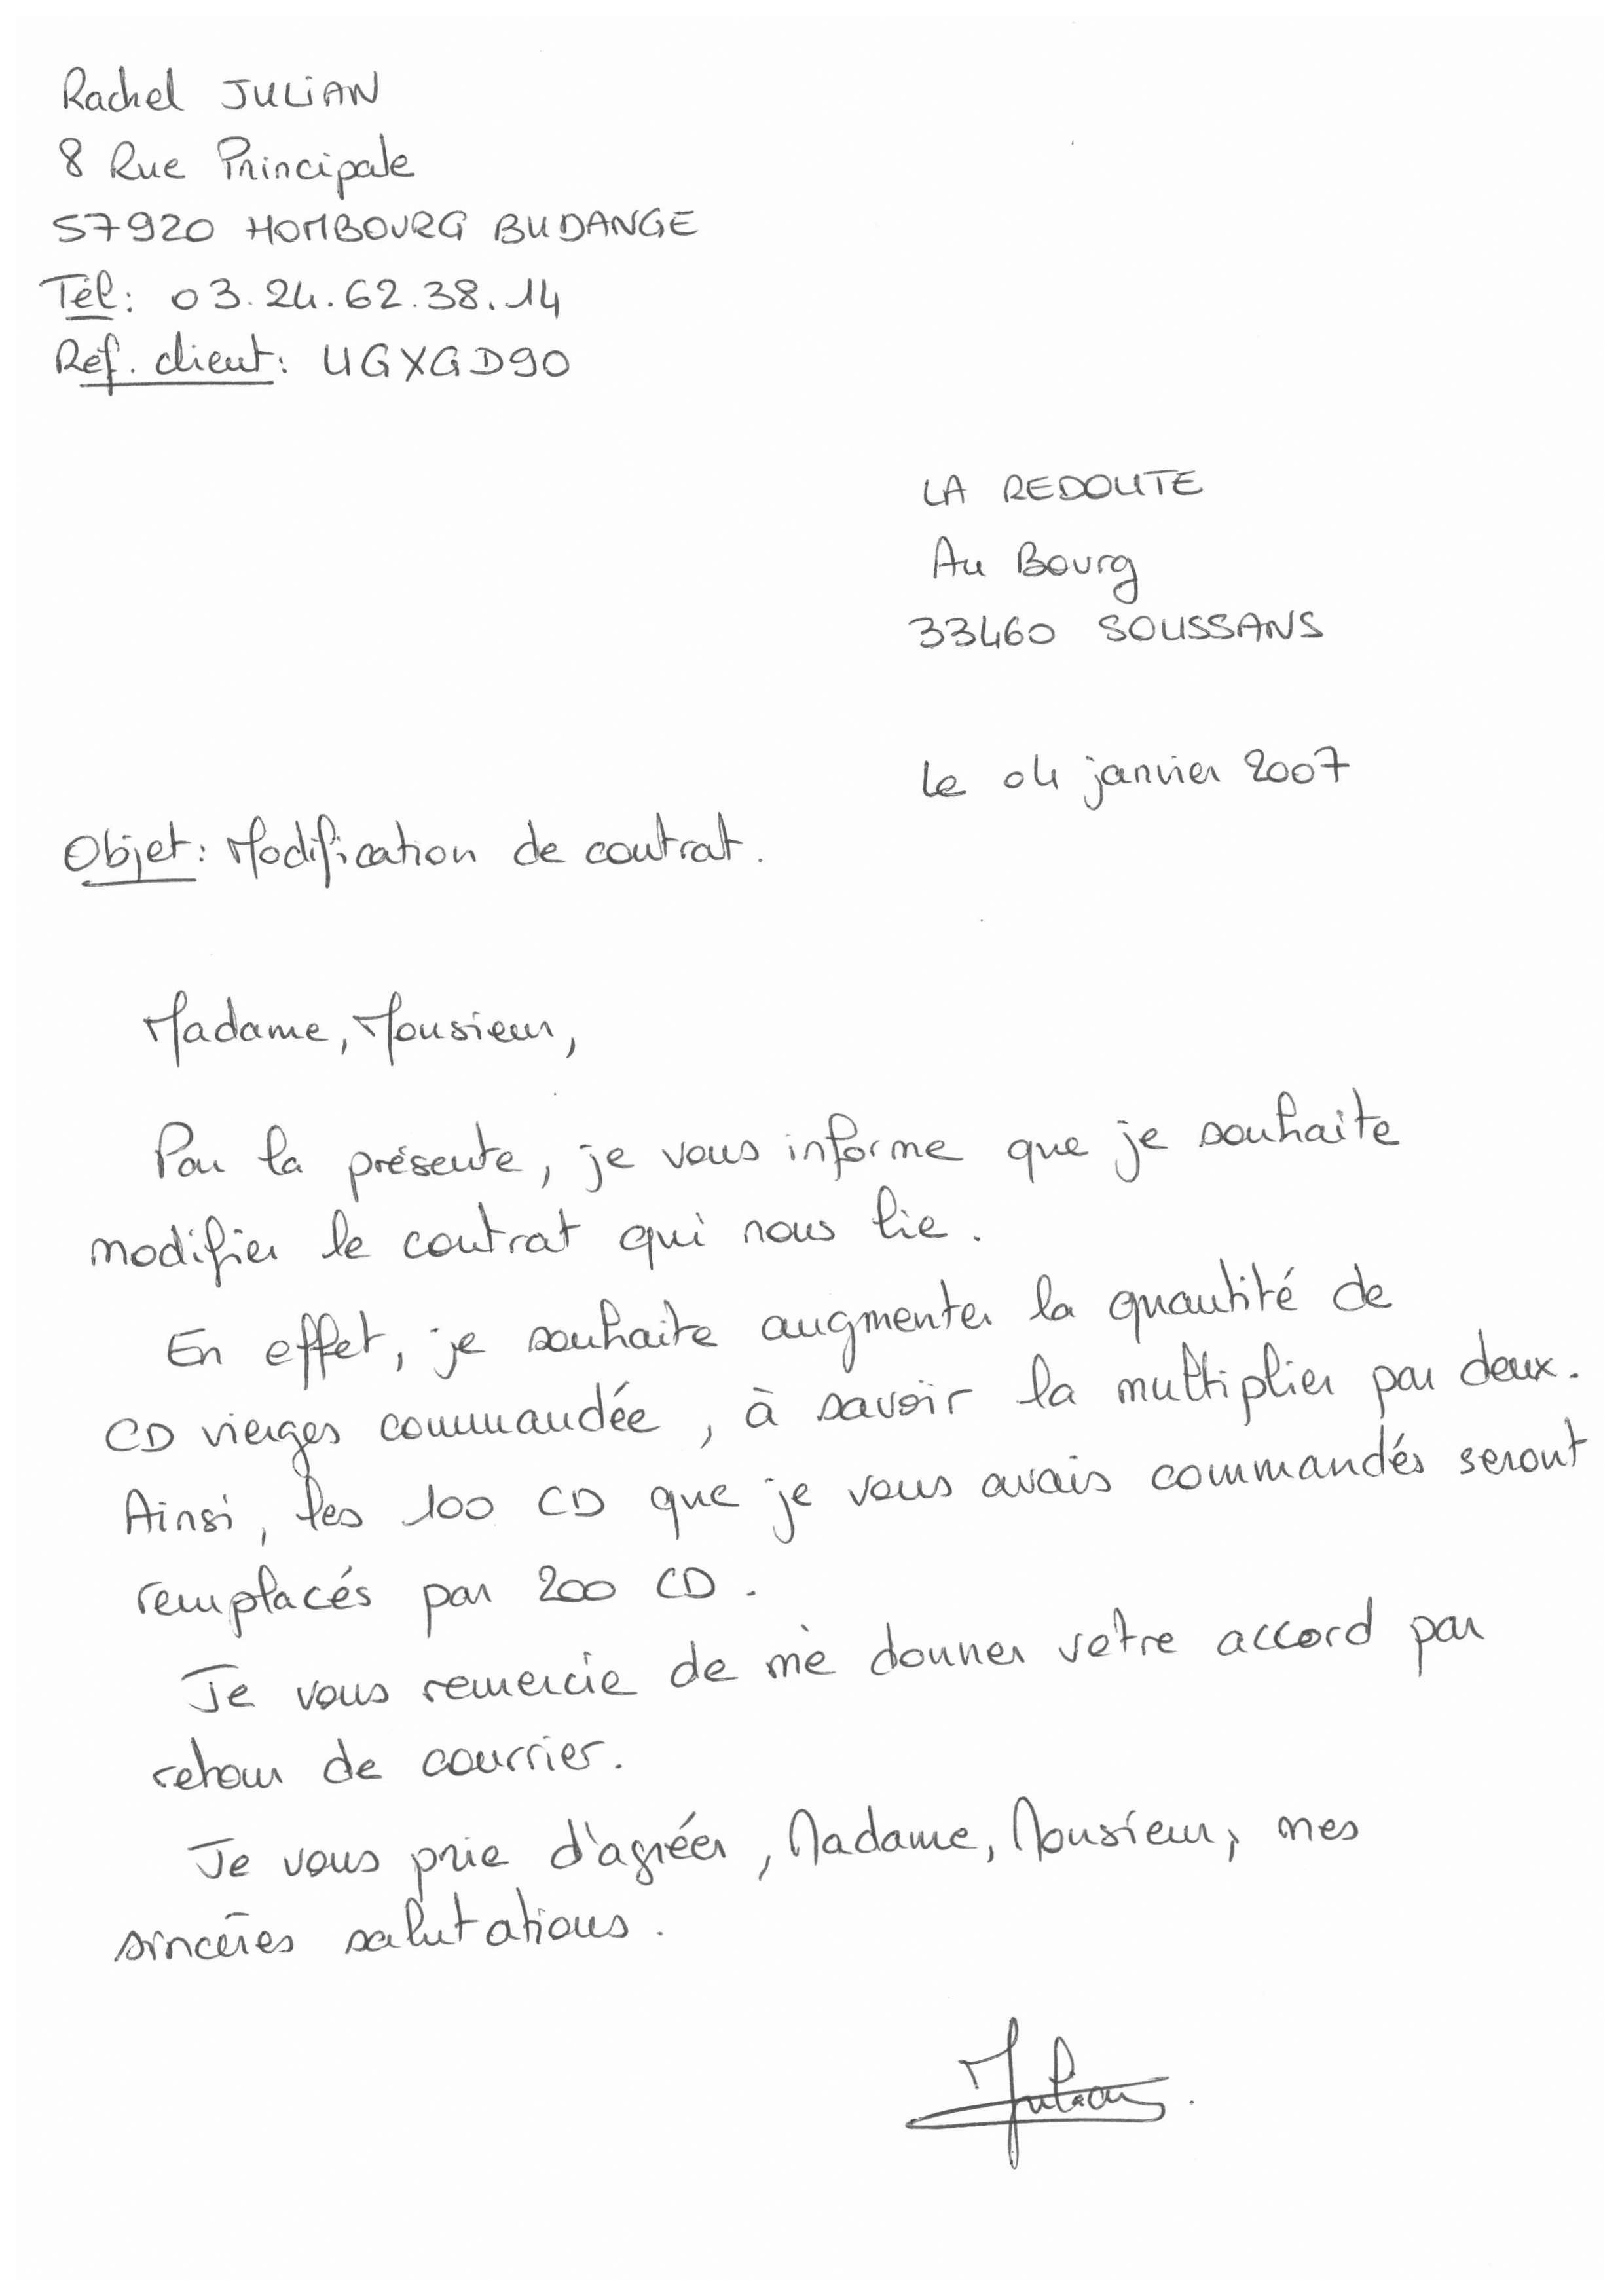 Rachel JULIAN
8 Rue Principale
57920 HOMBOURG BUDANGE
Tél: 03.24.62.38.14
Réf. client: UGXGD90
LA REDOUTE
Au Bourg
33460 SOUSSANS
le 04 janvier 2007
Objet: Modification de contrat.
Madame, Monsieur,
Par la présente, je vous informe que je souhaite
modifier le contrat qui nous lie.
En effet, je souhaite augmenter la quantité de
CD vierges commandée, à savoir la multiplier par deux.
Ainsi, les 100 CD que je vous avais commandés seront
remplacés par 200 CD.
Je vous remercie de me donner votre accord par
retour de courrier.
Je vous prie d'agréer, Madame, Monsieur, mes
sincères salutations.
Julian.